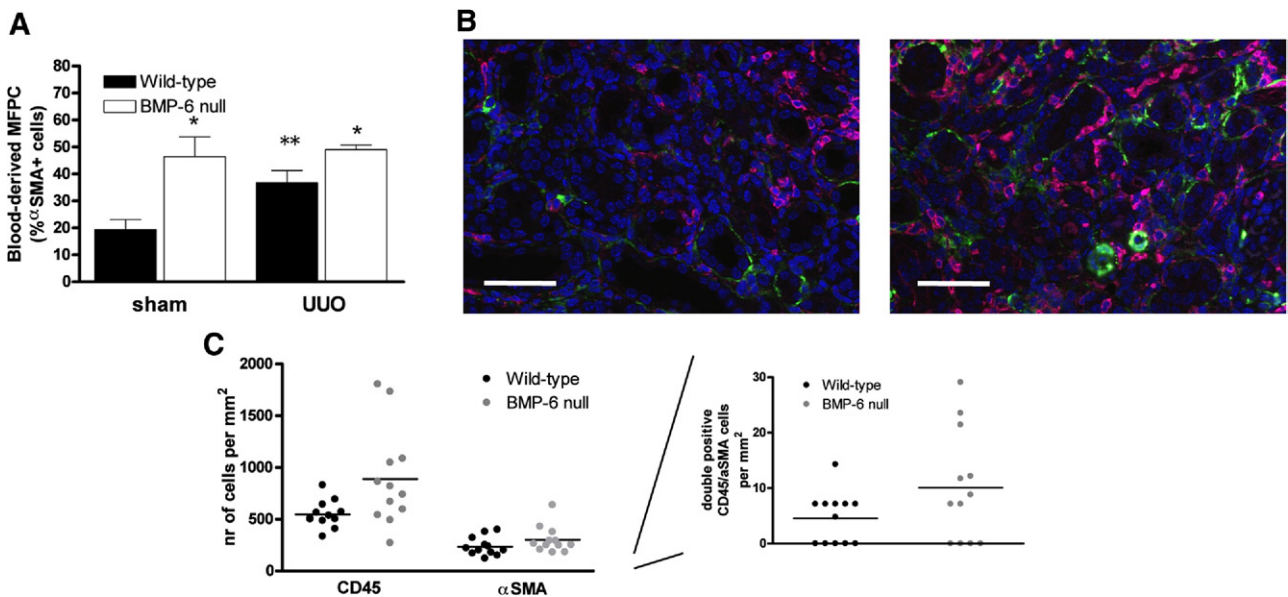 A
Blood-derived MFPC
(%αSMA+ cells)
80
70
60
50
40
30
20
10
0
Wild-type
BMP-6 null
*
**
*
sham
UUO
B
C
nr of cells per mm²
2000
1500
1000
500
0
Wild-type
BMP-6 null
CD45
αSMA
double positive
CD45/aSMA cells
per mm²
30
20
10
0
Wild-type
BMP-6 null